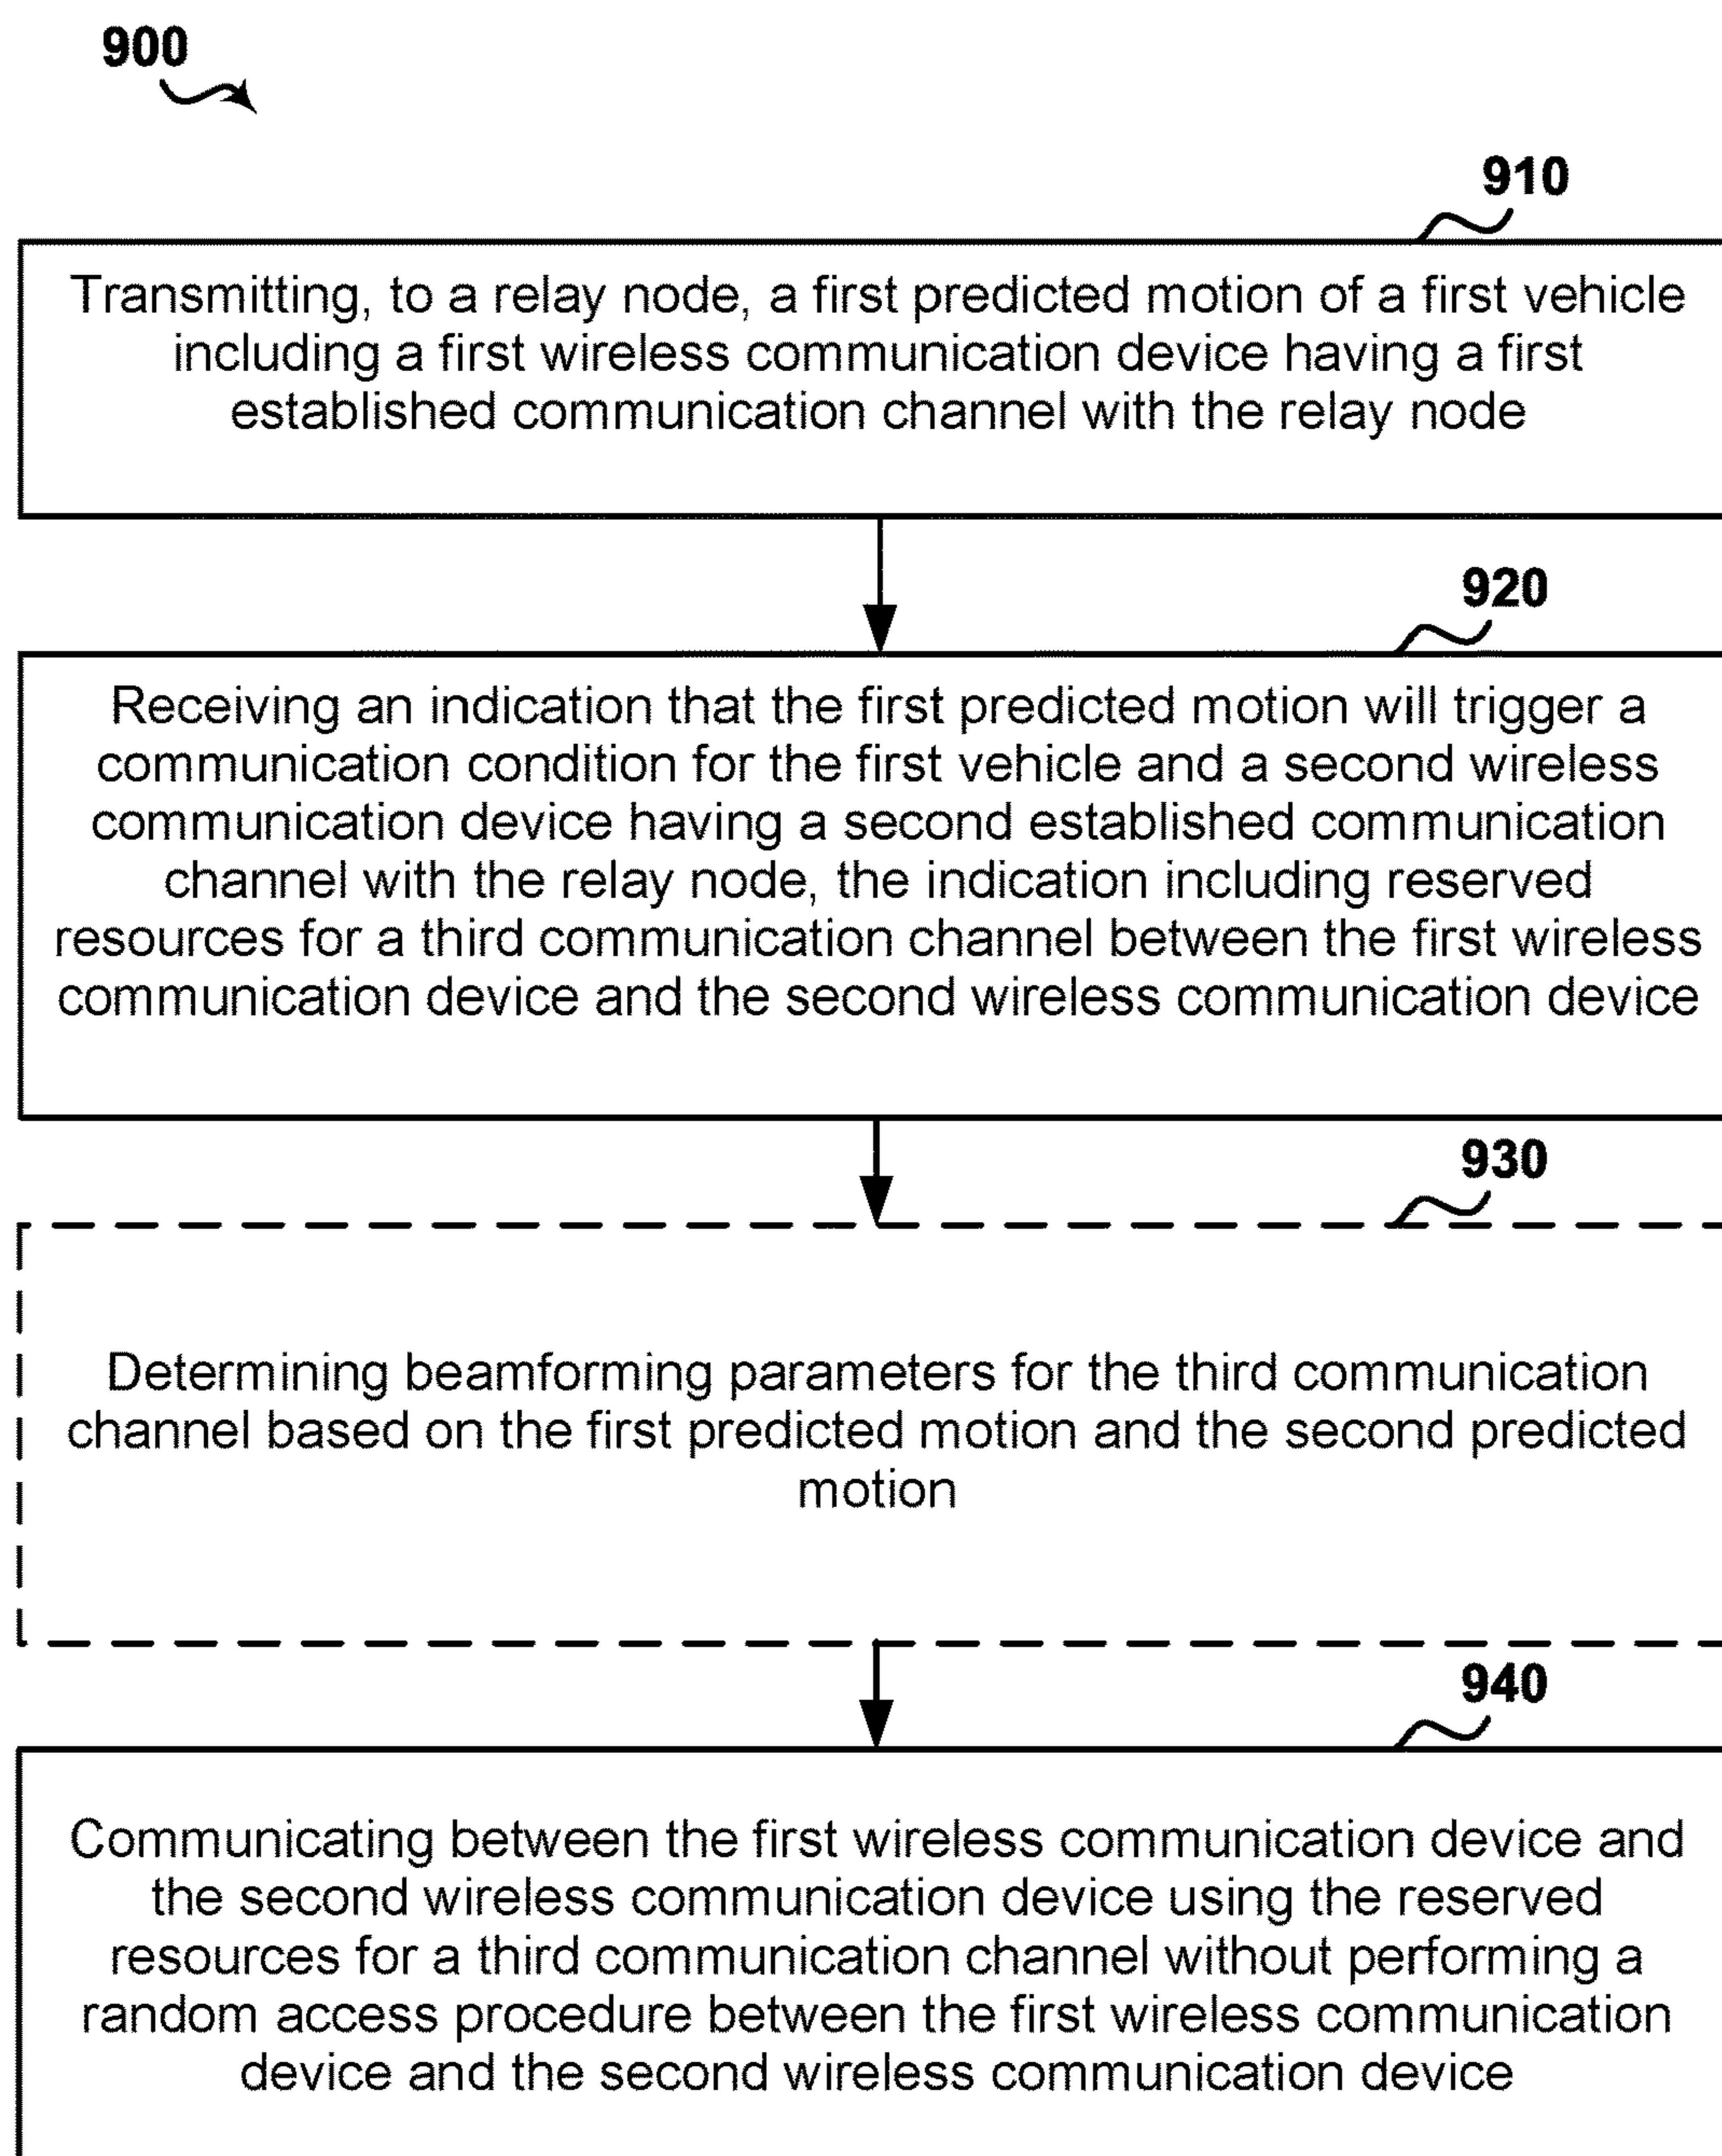 900
910
Transmitting, to a relay node, a first predicted motion of a first vehicle
including a first wireless communication device having a first
established communication channel with the relay node
920
Receiving an indication that the first predicted motion will trigger a
communication condition for the first vehicle and a second wireless
communication device having a second established communication
channel with the relay node, the indication including reserved
resources for a third communication channel between the first wireless
communication device and the second wireless communication device
930
Determining beamforming parameters for the third communication
channel based on the first predicted motion and the second predicted
motion
940
Communicating between the first wireless communication device and
the second wireless communication device using the reserved
resources for a third communication channel without performing a
random access procedure between the first wireless communication
device and the second wireless communication device